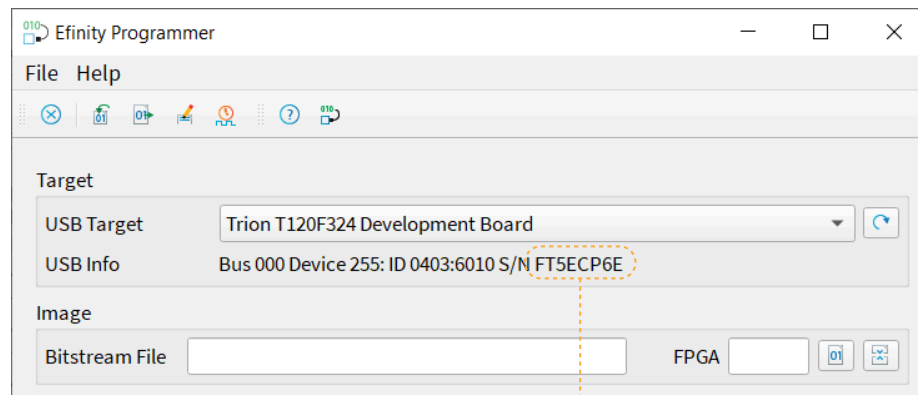 Efinity Programmer
File Help
Target
USB Target Trion T120F324 Development Board
USB Info Bus 000 Device 255: ID 0403:6010 S/N FT5ECP6E
Image
Bitstream File FPGA